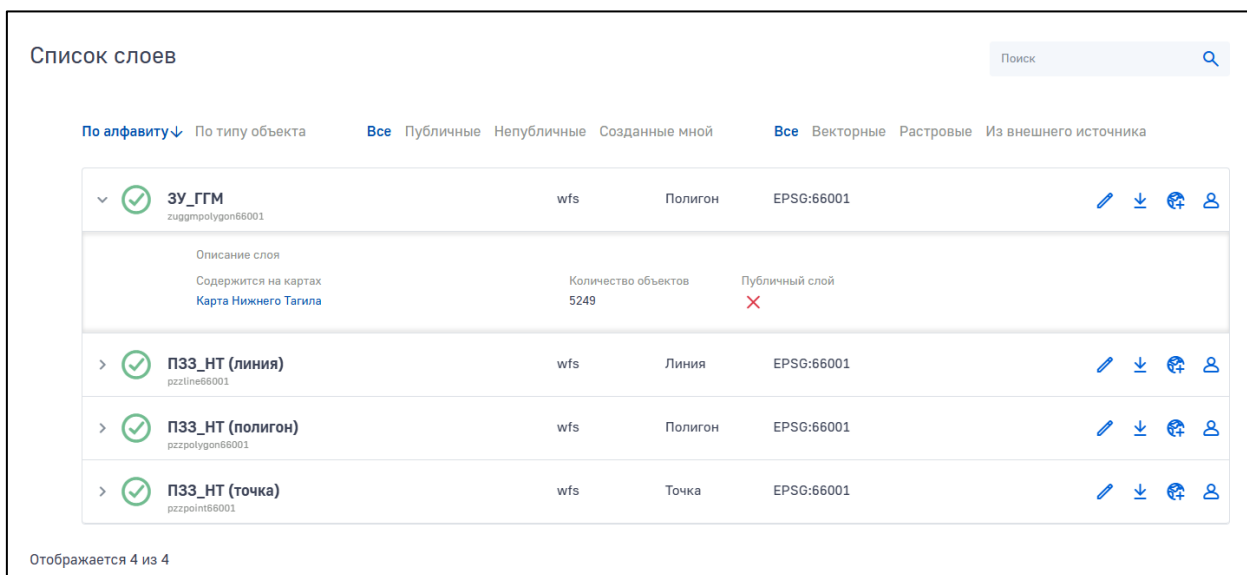 Список слоев
Поиск
По алфавиту↓ По типу объекта Все Публичные Непубличные Созданные мной Все Векторные Растровые Из внешнего источника
ЗУ_ГГМ wfs Полигон EPSG:66001
zuggmpolygon66001
Описание слоя
Содержится на картах Количество объектов Публичный слой
Карта Нижнего Тагила 5249
ПЗЗ_НТ (линия) wfs Линия EPSG:66001
pzzline66001
ПЗЗ_НТ (полигон) wfs Полигон EPSG:66001
pzzpolygon66001
ПЗЗ_НТ (точка) wfs Точка EPSG:66001
pzzpoint66001
Отображается 4 из 4